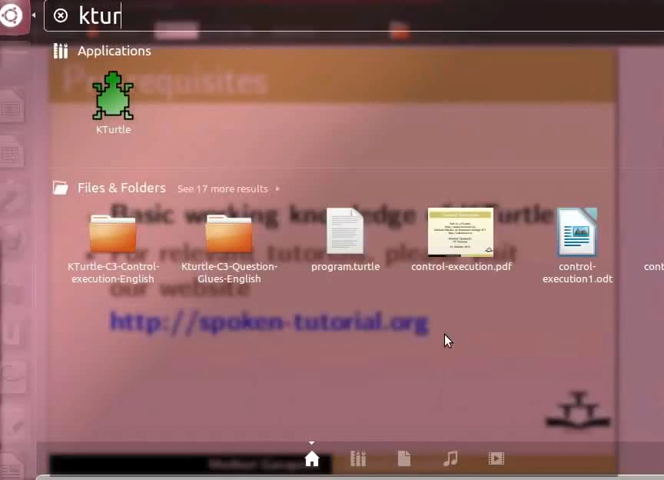 ktur
Applications
Prerequisites
KTurtle
Files & Folders See 17 more results
Basic working knowledge of KTurtle
For relevant tutorials, please visit
our website
KTurtle-C3-Control-
execution-English
Kturtle-C3-Question-
Glues-English
program.turtle
control-execution.pdf
control-
execution1.odt
cont
http://spoken-tutorial.org